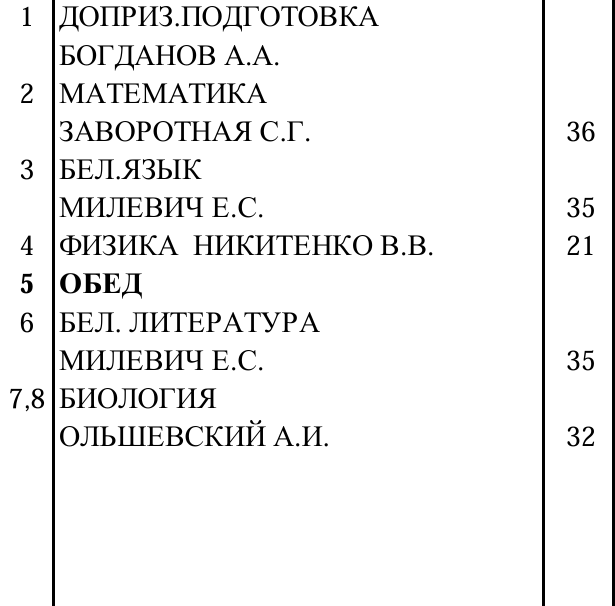 1 ДОПРИЗ.ПОДГОТОВКА
БОГДАНОВ А.А.
2 МАТЕМАТИКА
ЗАВОРОТНАЯ С.Г. 36
3 БЕЛ.ЯЗЫК
МИЛЕВИЧ Е.С. 35
4 ФИЗИКА НИКИТЕНКО В.В. 21
5 ОБЕД
6 БЕЛ. ЛИТЕРАТУРА
МИЛЕВИЧ Е.С. 35
7,8 БИОЛОГИЯ
ОЛЬШЕВСКИЙ А.И. 32